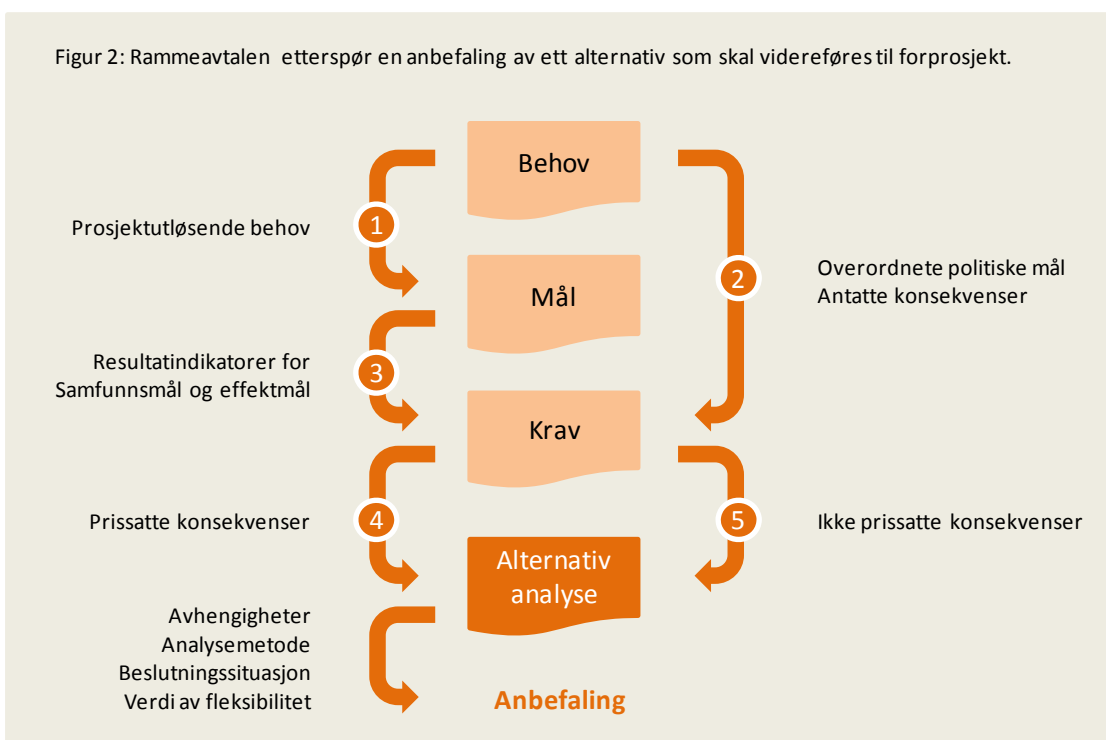 Figur 2: Rammeavtalen etterspør en anbefaling av ett alternativ som skal videreføres til forprosjekt.
Behov
Prosjektutløsende behov
1
2
Overordnete politiske mål
Antatte konsekvenser
Mål
Resultatindikatorer for
Samfunnsmål og effektmål
3
Krav
Prissatte konsekvenser
4
5
Ikke prissatte konsekvenser
Alternativ
analyse
Avhengigheter
Analysemetode
Beslutningssituasjon
Verdi av fleksibilitet
Anbefaling